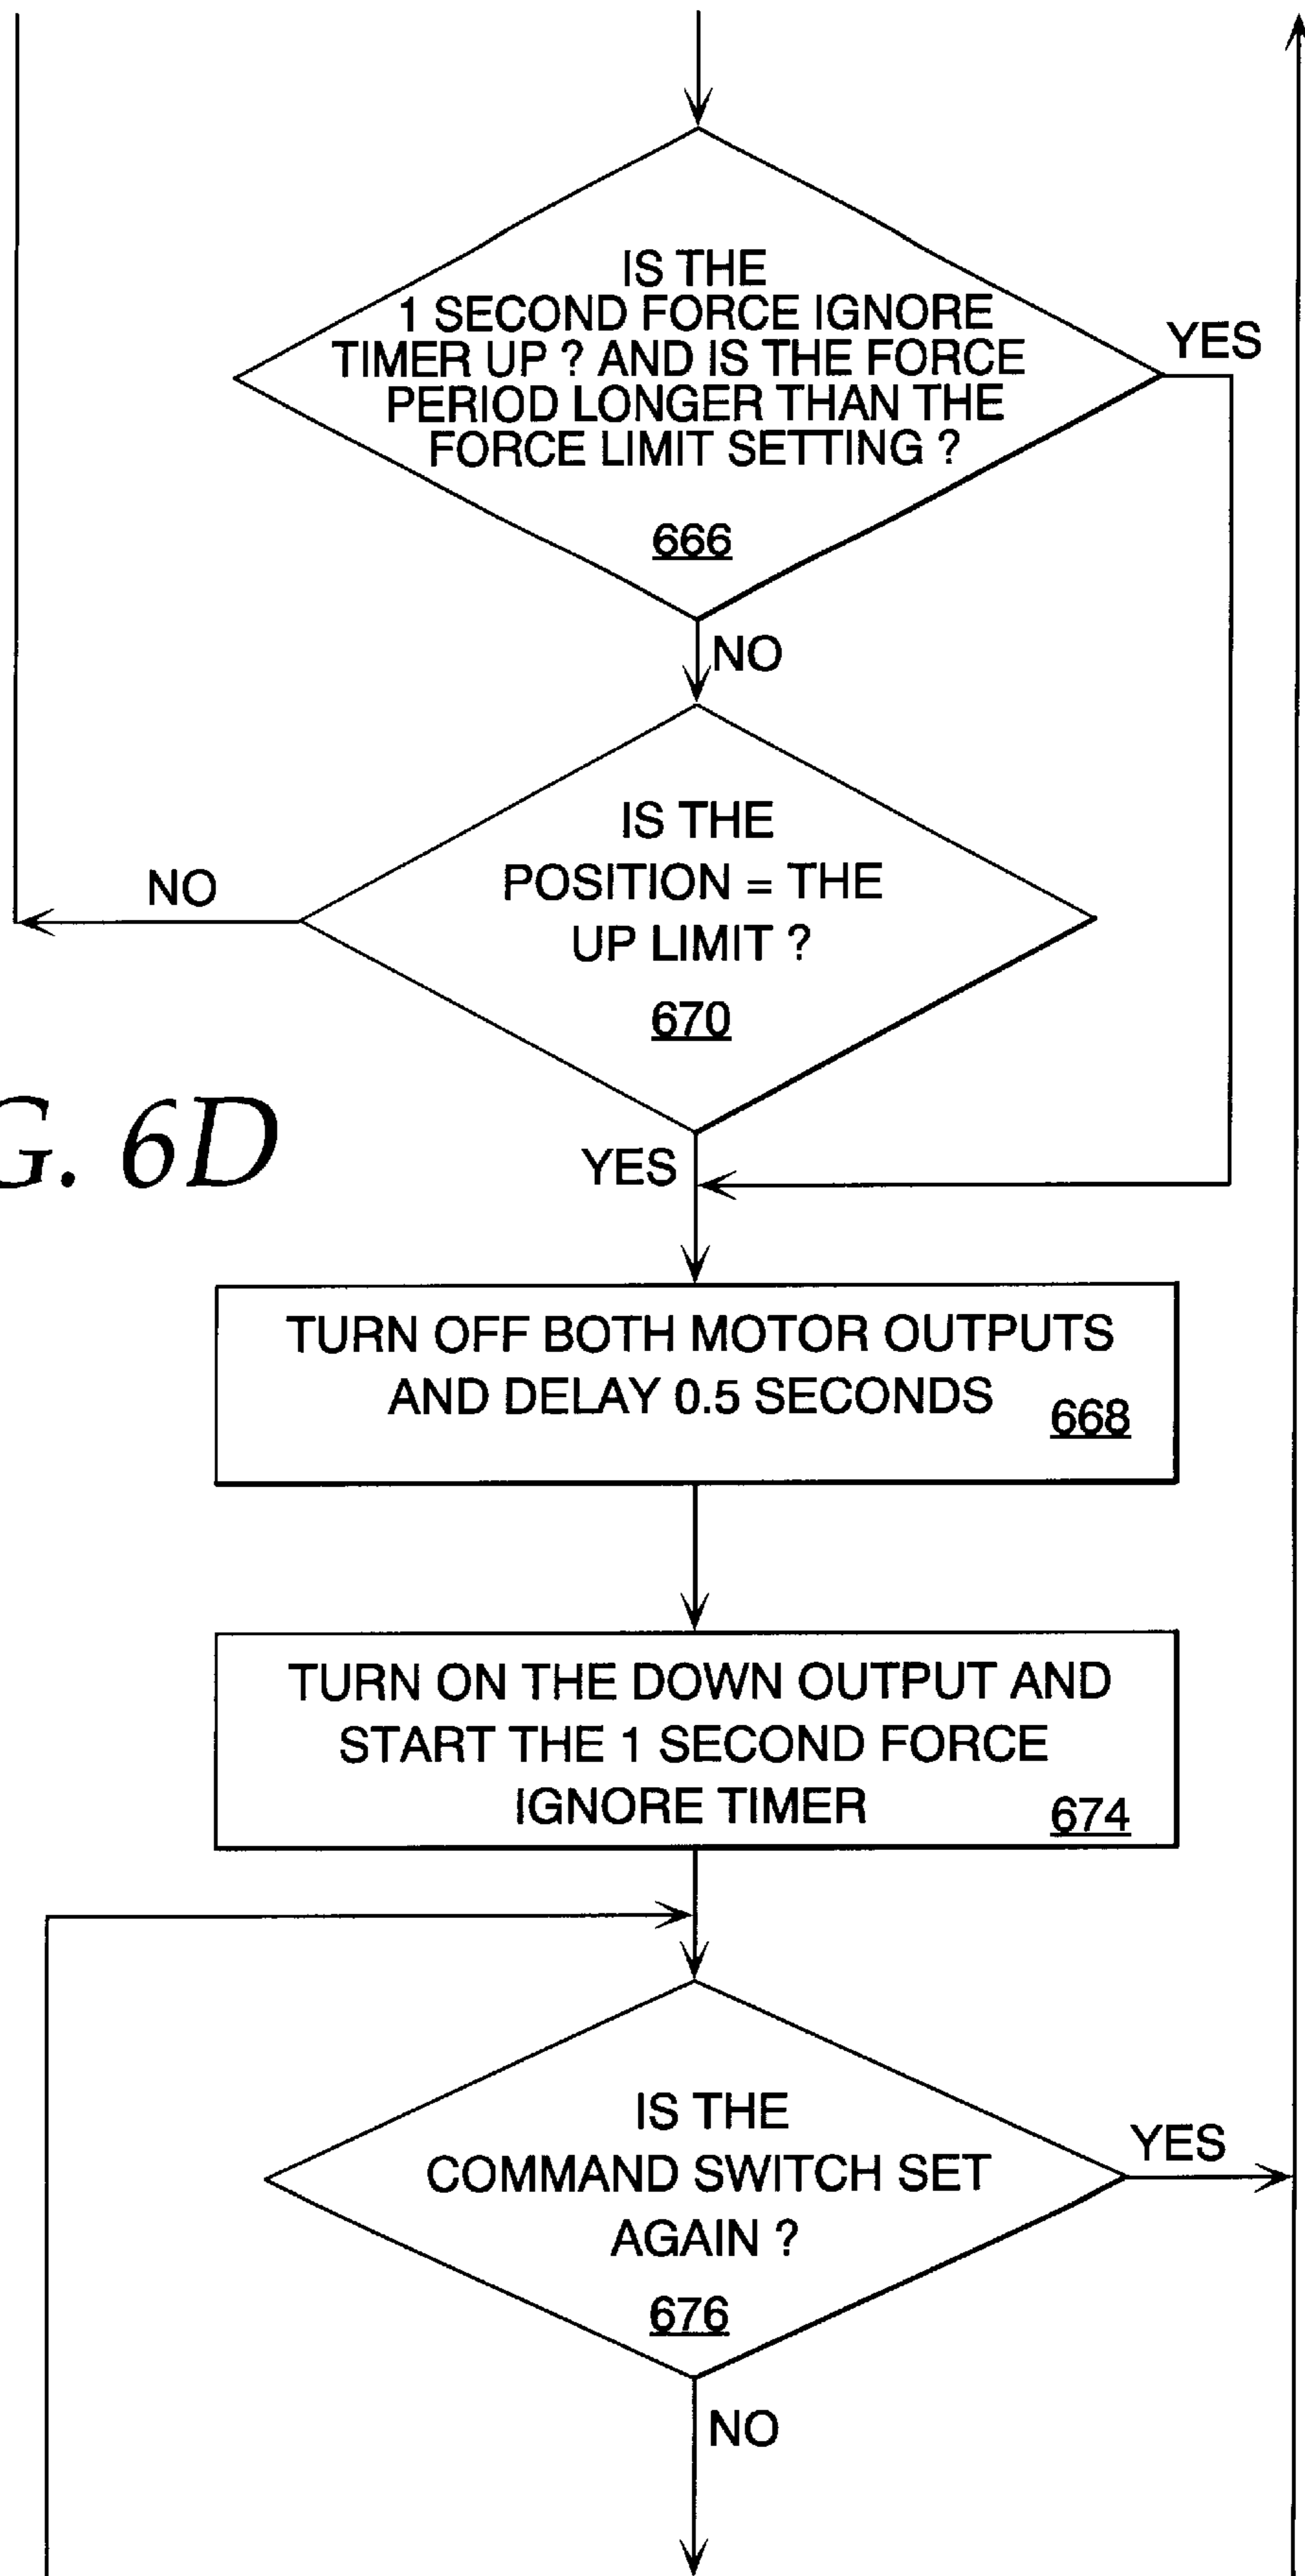 IS THE
1 SECOND FORCE IGNORE
TIMER UP ? AND IS THE FORCE
PERIOD LONGER THAN THE
FORCE LIMIT SETTING ?
666
YES
NO
IS THE
POSITION = THE
UP LIMIT ?
670
NO
YES
G. 6D
TURN OFF BOTH MOTOR OUTPUTS
AND DELAY 0.5 SECONDS
668
TURN ON THE DOWN OUTPUT AND
START THE 1 SECOND FORCE
IGNORE TIMER
674
IS THE
COMMAND SWITCH SET
AGAIN ?
676
YES
NO